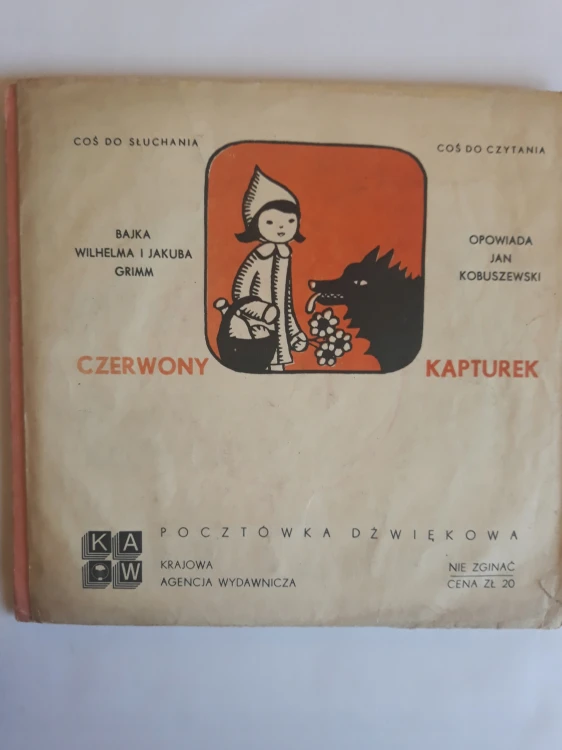 COŚ DO SŁUCHANIA
COŚ DO CZYTANIA
BAJKA
WILHELMA I JAKUBA
GRIMM
OPOWIADA
JAN
KOBUSZEWSKI
CZERWONY KAPTUREK
POCZTÓWKA DŹWIĘKOWA
KA
W
KRAJOWA
AGENCJA WYDAWNICZA
NIE ZGINAĆ
CENA ZŁ 20